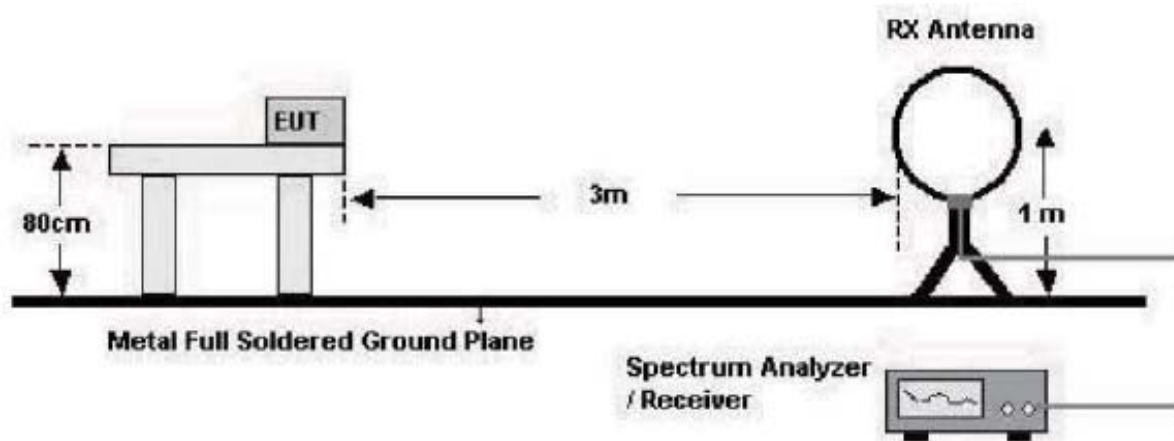 RX Antenna
EUT
80cm
3m
1 m
Metal Full Soldered Ground Plane
Spectrum Analyzer
/ Receiver